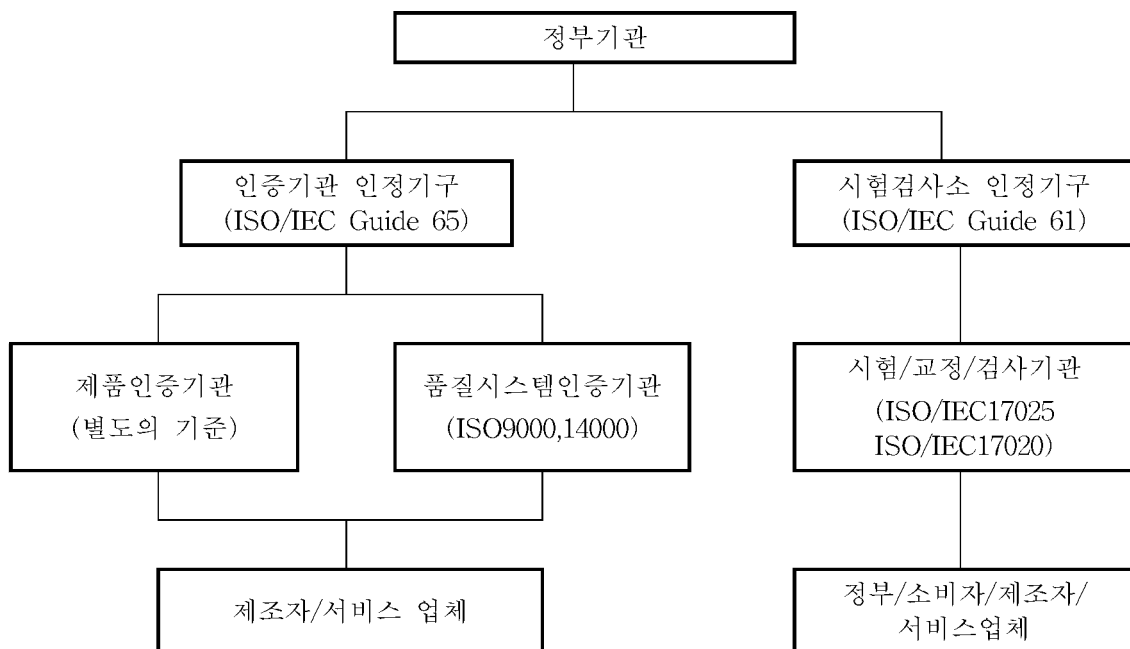 정부기관
인증기관 인정기구
(ISO/IEC Guide 65)
시험검사소 인정기구
(ISO/IEC Guide 61)
제품인증기관
(별도의 기준)
품질시스템인증기관
(ISO9000,14000)
시험/교정/검사기관
(ISO/IEC17025
ISO/IEC17020)
제조자/서비스 업체
정부/소비자/제조자/
서비스업체